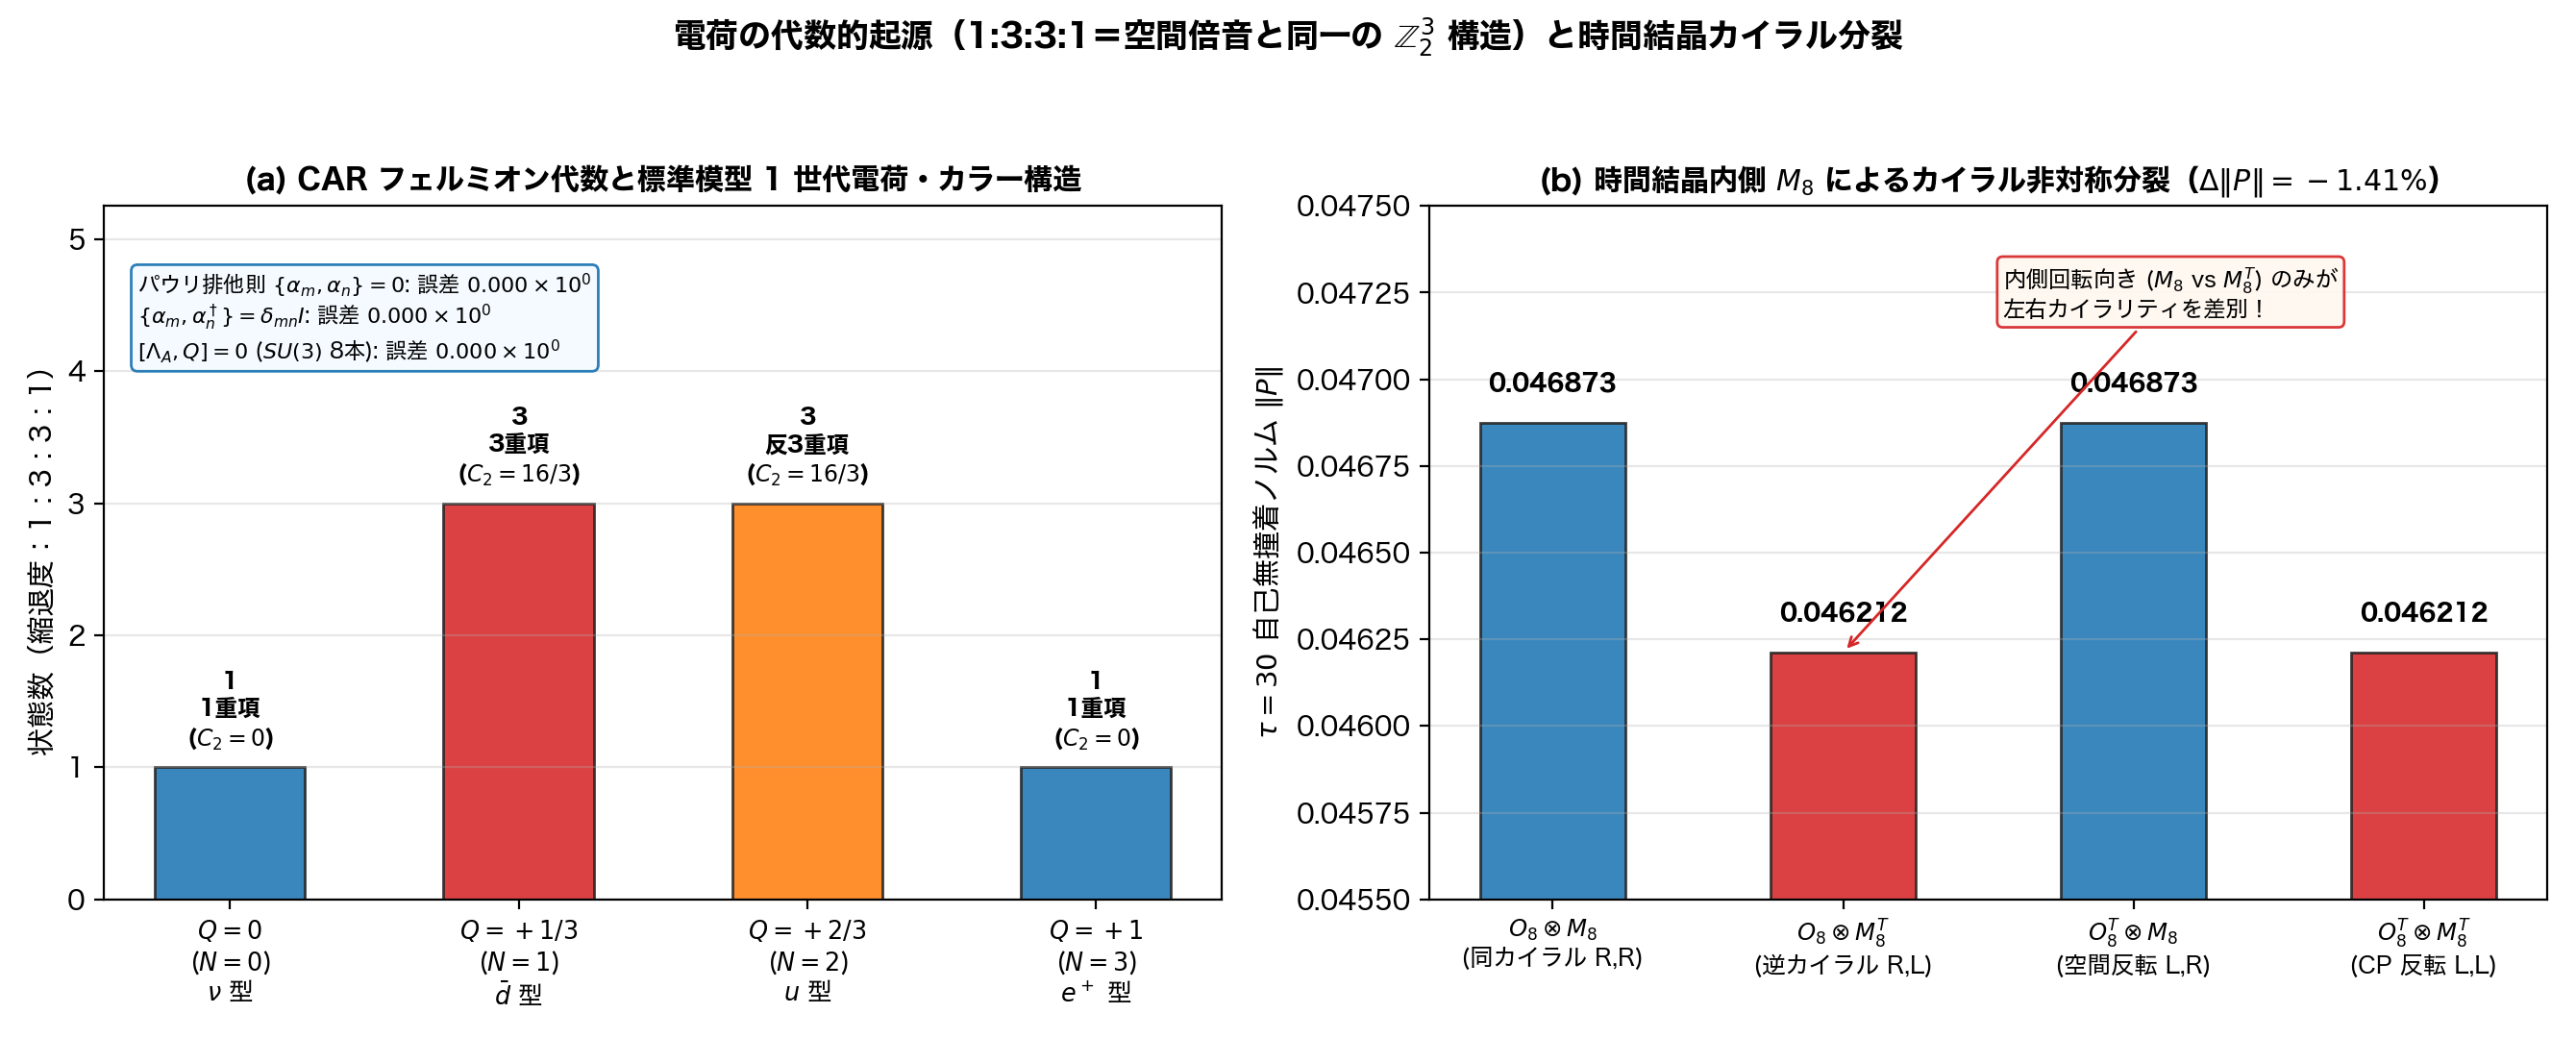 電荷の代数的起源（1:3:3:1＝空間倍音と同一の ℤ₂³ 構造）と時間結晶カイラル分裂
(a) CAR フェルミオン代数と標準模型 1 世代電荷・カラー構造
状態数（縮退度：1 : 3 : 3 : 1）
5
4
3
2
1
0
パウリ排他則 {αₘ, αₙ} = 0: 誤差 0.000 × 10⁰
{αₘ, αₙ†} = δₘₙI: 誤差 0.000 × 10⁰
[Λ_A, Q] = 0 (SU(3) 8本): 誤差 0.000 × 10⁰
1
1重項
(C₂ = 0)
3
3重項
(C₂ = 16/3)
3
反3重項
(C₂ = 16/3)
1
1重項
(C₂ = 0)
Q = 0
(N = 0)
ν 型
Q = +1/3
(N = 1)
d̄ 型
Q = +2/3
(N = 2)
u 型
Q = +1
(N = 3)
e⁺ 型
(b) 時間結晶内側 M₈ によるカイラル非対称分裂（Δ‖P‖ = −1.41%）
τ = 30 自己無撞着ノルム ‖P‖
0.04750
0.04725
0.04700
0.04675
0.04650
0.04625
0.04600
0.04575
0.04550
内側回転向き (M₈ vs M₈ᵀ) のみが
左右カイラリティを差別！
0.046873
0.046212
0.046873
0.046212
O₈ ⊗ M₈
(同カイラル R,R)
O₈ ⊗ M₈ᵀ
(逆カイラル R,L)
O₈ᵀ ⊗ M₈
(空間反転 L,R)
O₈ᵀ ⊗ M₈ᵀ
(CP 反転 L,L)